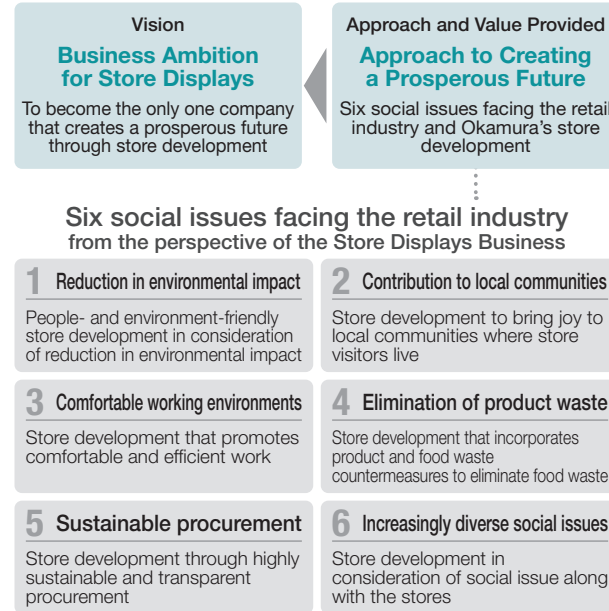 Vision
Business Ambition
for Store Displays
To become the only one company
that creates a prosperous future
through store development
Approach and Value Provided
Approach to Creating
a Prosperous Future
Six social issues facing the retail
industry and Okamura's store
development
Six social issues facing the retail industry
from the perspective of the Store Displays Business
1 Reduction in environmental impact
People- and environment-friendly
store development in consideration
of reduction in environmental impact
2 Contribution to local communities
Store development to bring joy to
local communities where store
visitors live
3 Comfortable working environments
Store development that promotes
comfortable and efficient work
4 Elimination of product waste
Store development that incorporates
product and food waste
countermeasures to eliminate food waste
5 Sustainable procurement
Store development through highly
sustainable and transparent
procurement
6 Increasingly diverse social issues
Store development in
consideration of social issue along
with the stores